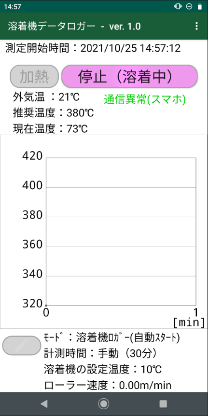 14:57
溶着機データロガー - ver. 1.0
測定開始時間：2021/10/25 14:57:12
加熱
停止（溶着中）
外気温 ：21℃
通信異常(スマホ)
推奨温度：380℃
現在温度：73℃
420
400
380
360
340
320
0
1
[min]
ﾓｰﾄﾞ：溶着機ﾛｶﾞｰ(自動ｽﾀｰﾄ)
計測時間：手動（30分）
溶着機の設定温度：10℃
ローラー速度：0.00m/min